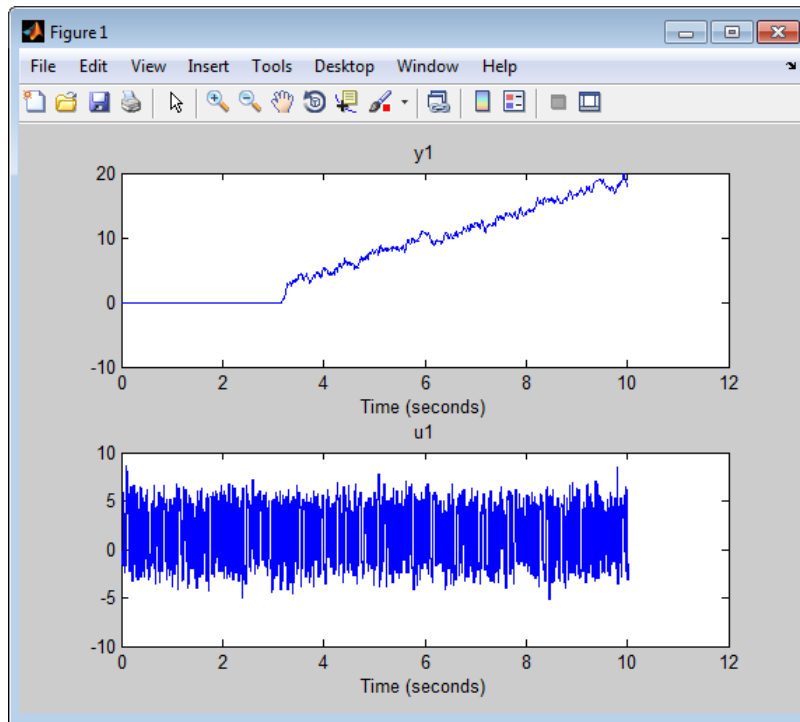 Figure 1
File Edit View Insert Tools Desktop Window Help
y1
20
10
0
-10
0 2 4 6 8 10 12
Time (seconds)
u1
10
5
0
-5
-10
0 2 4 6 8 10 12
Time (seconds)